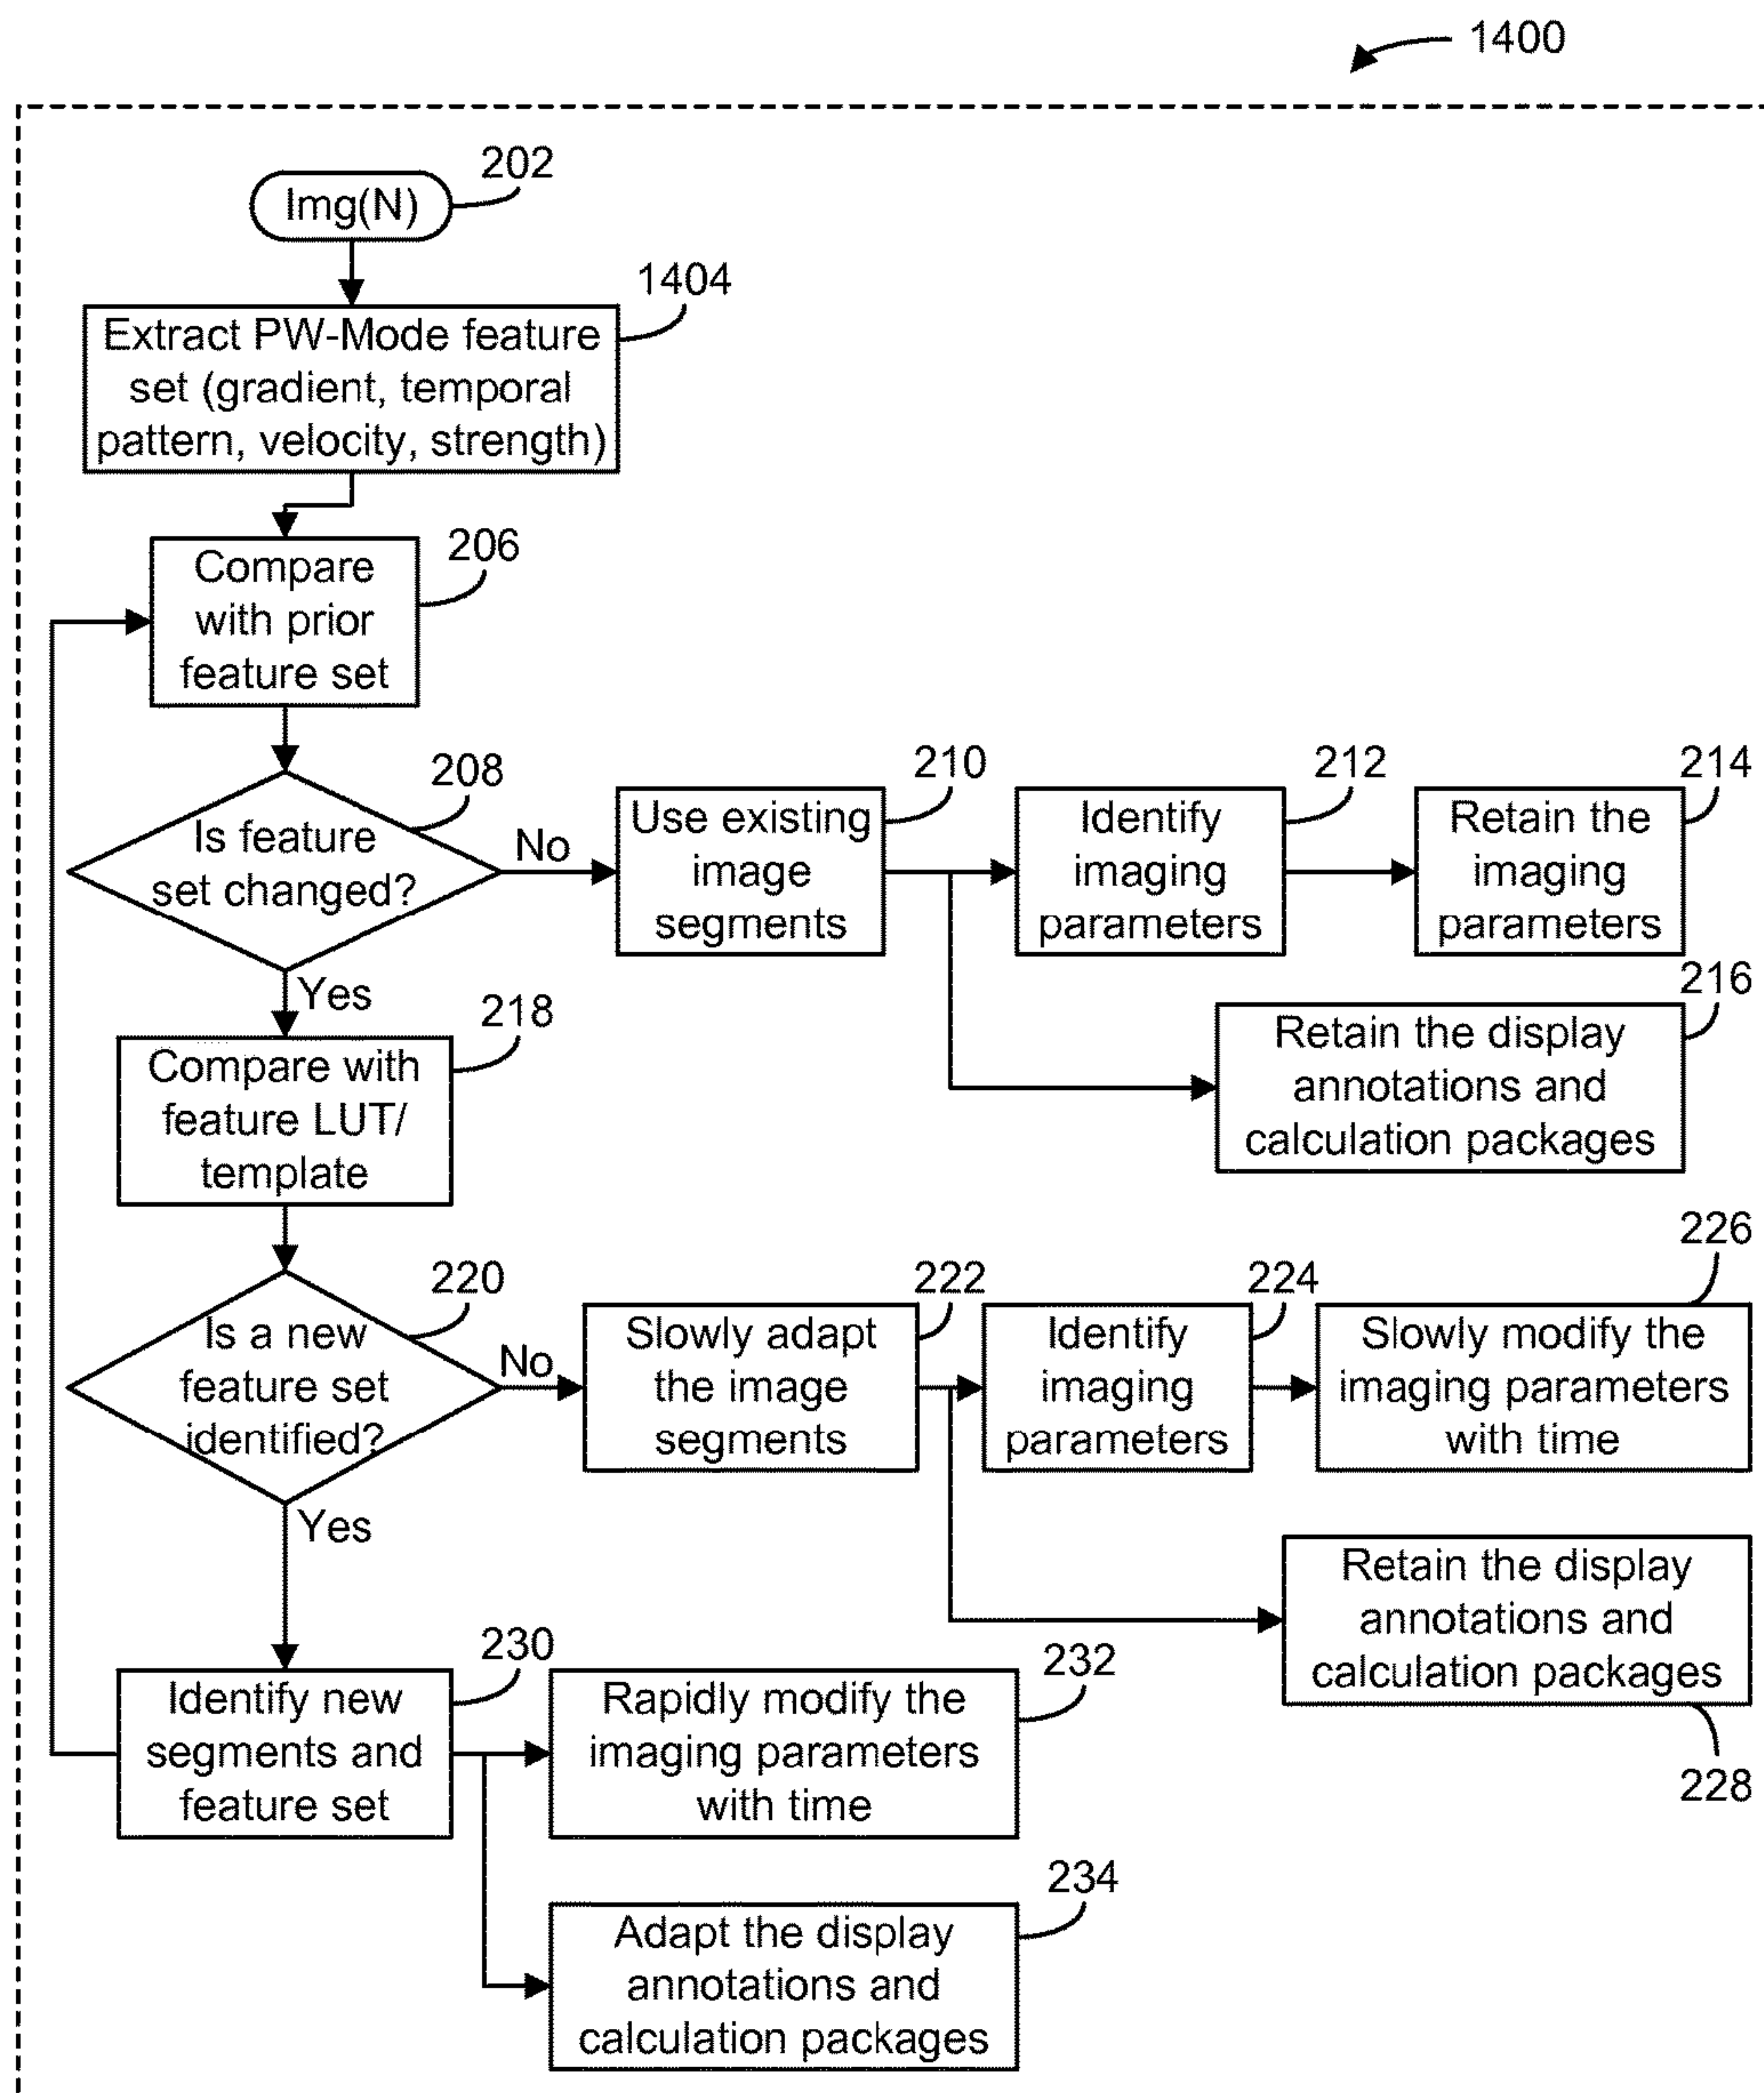 1400
202
Img(N)
1404
Extract PW-Mode feature
set (gradient, temporal
pattern, velocity, strength)
206
Compare
with prior
feature set
208
Is feature
set changed?
No
Yes
210
Use existing
image
segments
212
Identify
imaging
parameters
214
Retain the
imaging
parameters
216
Retain the display
annotations and
calculation packages
218
Compare with
feature LUT/
template
220
Is a new
feature set
identified?
No
Yes
222
Slowly adapt
the image
segments
224
Identify
imaging
parameters
226
Slowly modify the
imaging parameters
with time
Retain the display
annotations and
calculation packages
228
230
Identify new
segments and
feature set
232
Rapidly modify the
imaging parameters
with time
234
Adapt the display
annotations and
calculation packages